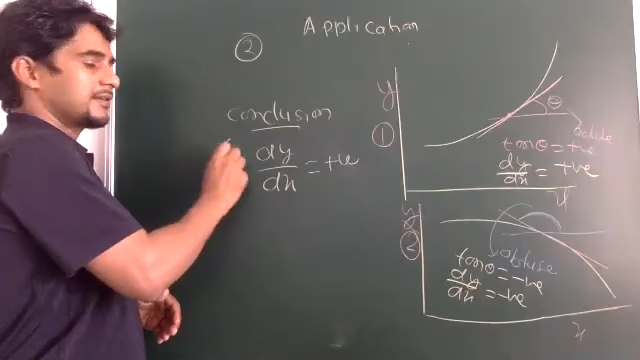 Application
②
conclusion
dy/dx = +ve
y
①
θ
acute
tanθ = +ve
dy/dx = +ve
x
y
②
obtuse
tanθ = -ve
dy/dx = -ve
x